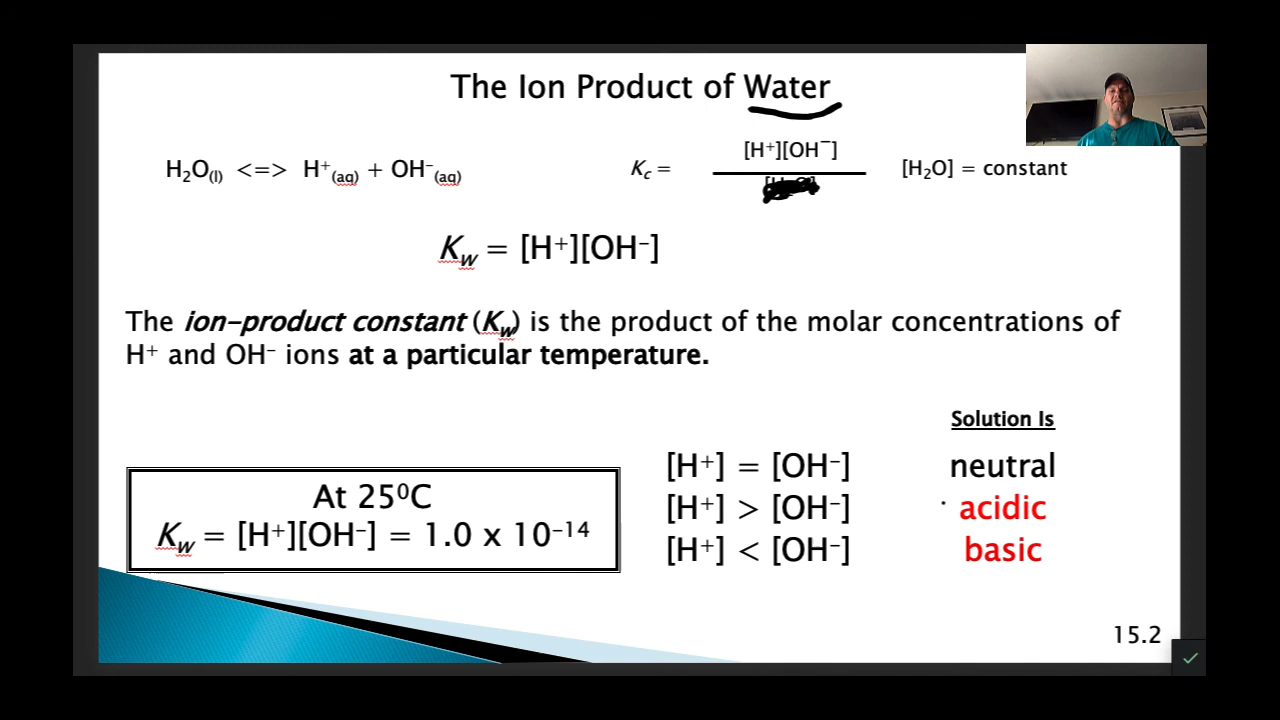 The Ion Product of Water
H₂O(l) <=> H⁺(aq) + OH⁻(aq)
Kc = [H⁺][OH⁻] [H₂O] = constant
Kw = [H⁺][OH⁻]
The ion-product constant (Kw) is the product of the molar concentrations of
H⁺ and OH⁻ ions at a particular temperature.
Solution Is
[H⁺] = [OH⁻] neutral
[H⁺] > [OH⁻] acidic
[H⁺] < [OH⁻] basic
At 25⁰C
Kw = [H⁺][OH⁻] = 1.0 x 10⁻¹⁴
15.2